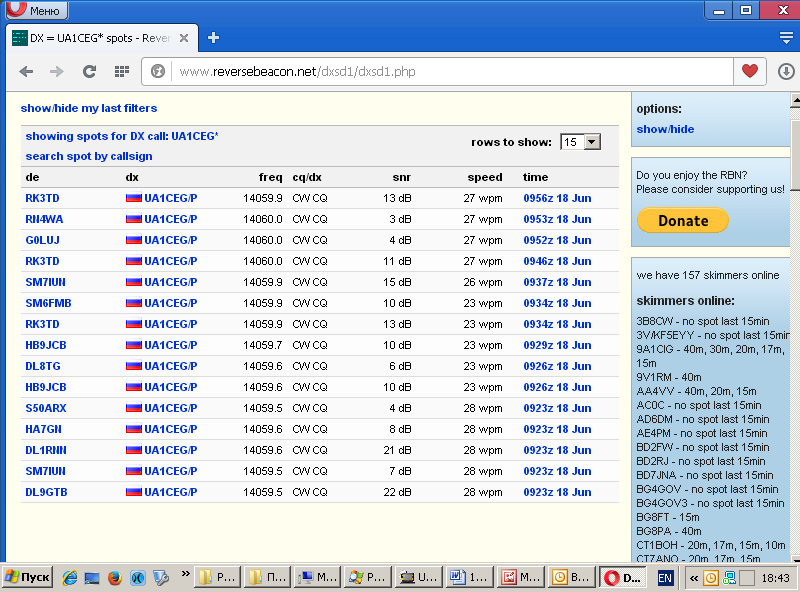 Меню
DX = UA1CEG* spots - Rever
www.reversebeacon.net/dxsd1/dxsd1.php
show/hide my last filters
showing spots for DX call: UA1CEG*
search spot by callsign
rows to show: 15
de dx freq cq/dx snr speed time
RK3TD UA1CEG/P 14059.9 CW CQ 13 dB 27 wpm 0956z 18 Jun
RN4WA UA1CEG/P 14060.0 CW CQ 3 dB 27 wpm 0953z 18 Jun
G0LUJ UA1CEG/P 14060.0 CW CQ 4 dB 27 wpm 0952z 18 Jun
RK3TD UA1CEG/P 14060.0 CW CQ 11 dB 27 wpm 0946z 18 Jun
SM7IUN UA1CEG/P 14059.9 CW CQ 15 dB 26 wpm 0937z 18 Jun
SM6FMB UA1CEG/P 14059.9 CW CQ 10 dB 23 wpm 0934z 18 Jun
RK3TD UA1CEG/P 14059.9 CW CQ 13 dB 23 wpm 0934z 18 Jun
HB9JCB UA1CEG/P 14059.7 CW CQ 10 dB 23 wpm 0929z 18 Jun
DL8TG UA1CEG/P 14059.6 CW CQ 6 dB 23 wpm 0926z 18 Jun
HB9JCB UA1CEG/P 14059.6 CW CQ 10 dB 23 wpm 0926z 18 Jun
S50ARX UA1CEG/P 14059.5 CW CQ 4 dB 28 wpm 0923z 18 Jun
HA7GN UA1CEG/P 14059.6 CW CQ 8 dB 28 wpm 0923z 18 Jun
DL1RNN UA1CEG/P 14059.6 CW CQ 21 dB 28 wpm 0923z 18 Jun
SM7IUN UA1CEG/P 14059.5 CW CQ 7 dB 28 wpm 0923z 18 Jun
DL9GTB UA1CEG/P 14059.5 CW CQ 22 dB 28 wpm 0923z 18 Jun
options:
show/hide
Do you enjoy the RBN?
Please consider supporting us!
Donate
we have 157 skimmers online
skimmers online:
3B8CW - no spot last 15min
3V/KF5EYY - no spot last 15min
9A1CIG - 40m, 30m, 20m, 17m,
15m
9V1RM - 40m
AA4VV - 40m, 20m, 15m
AC0C - no spot last 15min
AD6DM - no spot last 15min
AE4PM - no spot last 15min
BD2FW - no spot last 15min
BD2RJ - no spot last 15min
BD7JNA - no spot last 15min
BG4GOV - no spot last 15min
BG4GOV3 - no spot last 15min
BG8FT - 15m
BG8PA - 40m
CT1BOH - 20m, 17m, 15m, 10m
CT7ANO - 20m, 17m, 15m
Пуск » P... П... M... P... U... 1... M... B... D... EN « 18:43